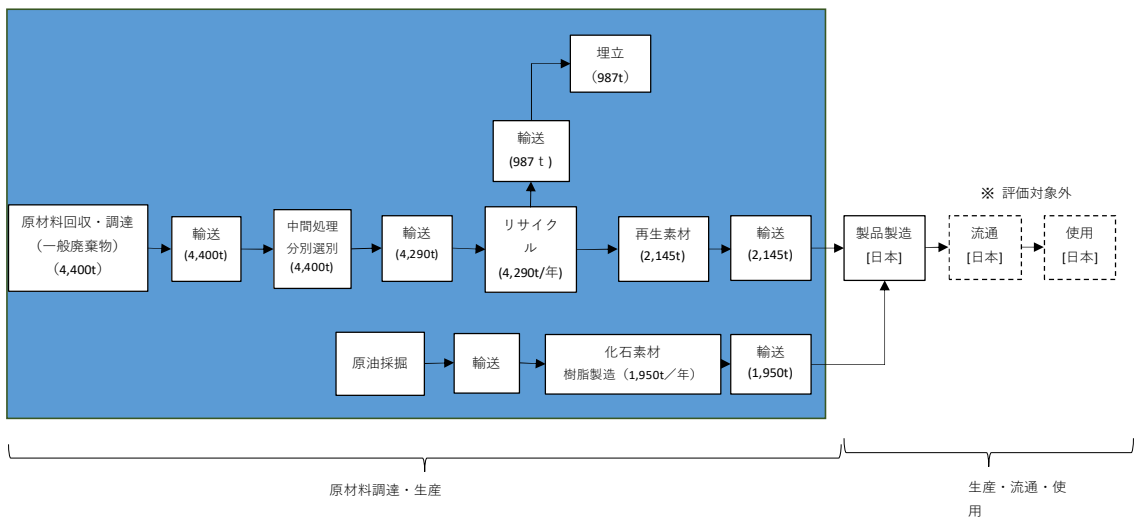 埋立
（987t）
輸送
(987ｔ)
※ 評価対象外
原材料回収・調達
（一般廃棄物）
（4,400t）
輸送
(4,400t)
中間処理
分別選別
(4,400t)
輸送
(4,290t)
リサイク
ル
(4,290t/年)
再生素材
(2,145t)
輸送
(2,145t)
製品製造
[日本]
流通
[日本]
使用
[日本]
原油採掘
輸送
化石素材
樹脂製造（1,950t／年）
輸送
(1,950t)
原材料調達・生産
生産・流通・使
用